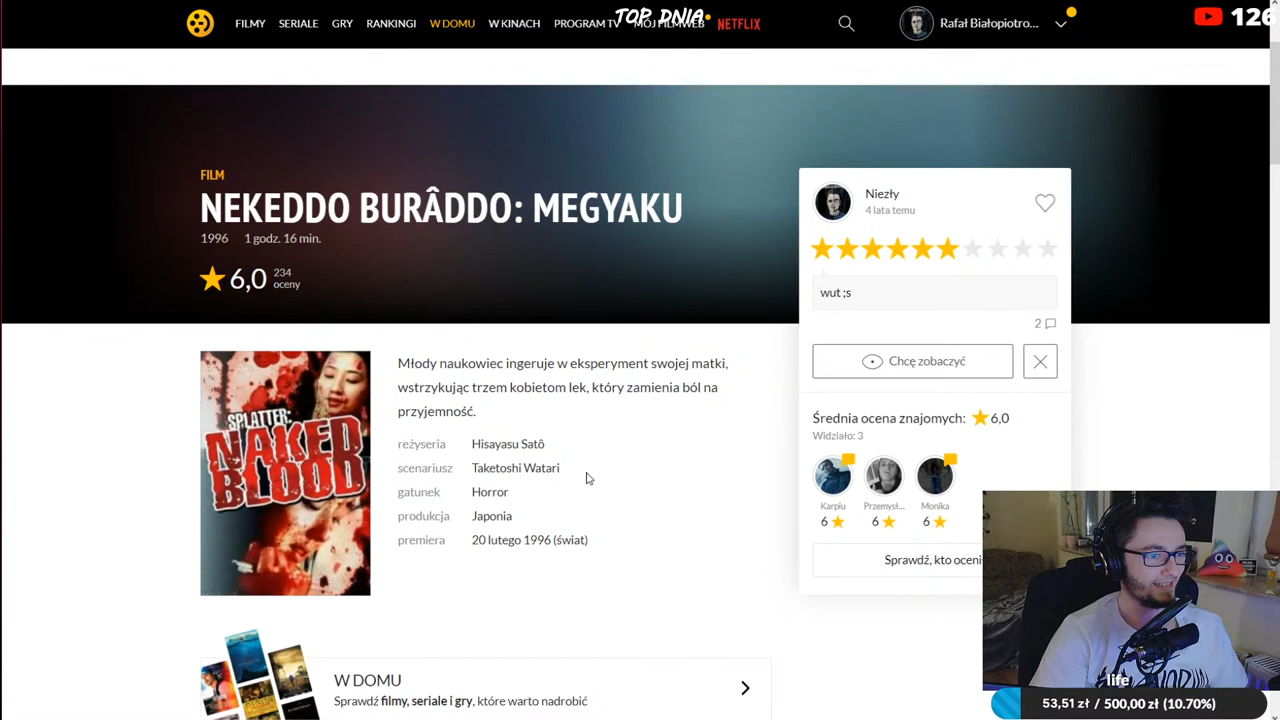 FILMY SERIALE GRY RANKINGI W DOMU W KINACH PROGRAM TV MÓJ FILMWEB NETFLIX
TOP DNIA
Rafał Białopiotro...
126
FILM
NEKEDDO BURÂDDO: MEGYAKU
1996 1 godz. 16 min.
6,0 234 oceny
Niezły
4 lata temu
wut ;s
2
Chcę zobaczyć
SPLATTER:
NAKED
BLOOD
Młody naukowiec ingeruje w eksperyment swojej matki,
wstrzykując trzem kobietom lek, który zamienia ból na
przyjemność.
reżyseria Hisayasu Satô
scenariusz Taketoshi Watari
gatunek Horror
produkcja Japonia
premiera 20 lutego 1996 (świat)
Średnia ocena znajomych: 6,0
Widziało: 3
Karpiu Przemysł... Monika
6 6 6
Sprawdź, kto oceni
W DOMU
Sprawdź filmy, seriale i gry, które warto nadrobić
life
53,51 zł / 500,00 zł (10.70%)